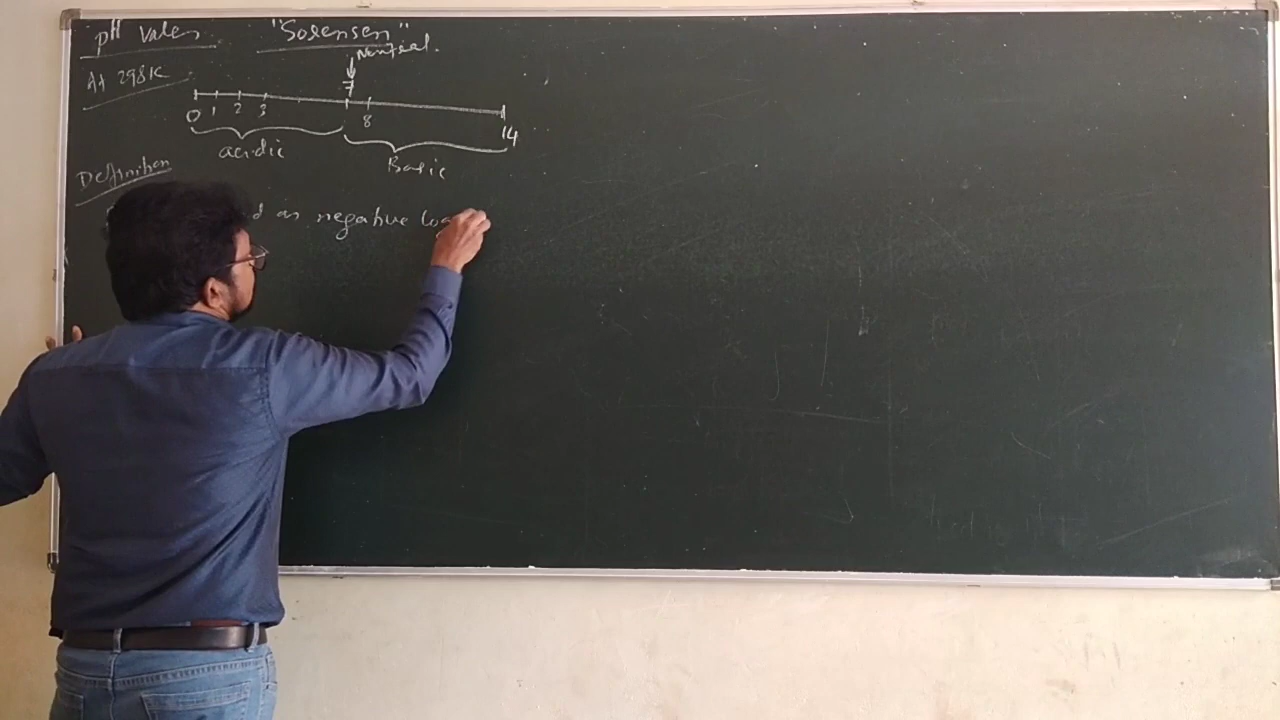 pH Values "Sorensen"
Neutral.
At 298K
7
0 1 2 3 8 14
acidic Basic
Definition
d as negative log